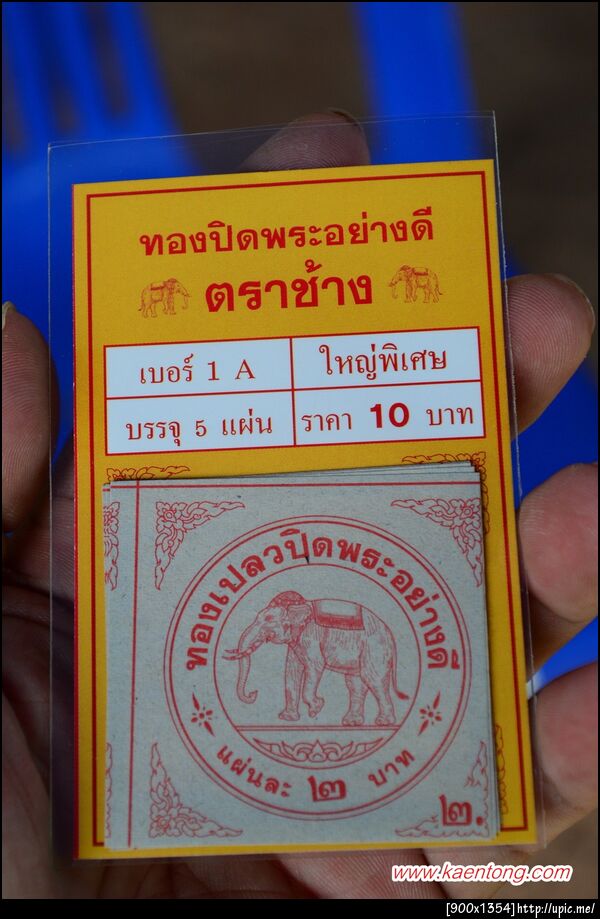 ทองปิดพระอย่างดี
ตราช้าง
เบอร์ 1 A ใหญ่พิเศษ
บรรจุ 5 แผ่น ราคา 10 บาท
ทองเปลวปิดพระอย่างดี
แผ่นละ ๒ บาท
๒.
www.kaentong.com
[900x1354]http://upic.me/